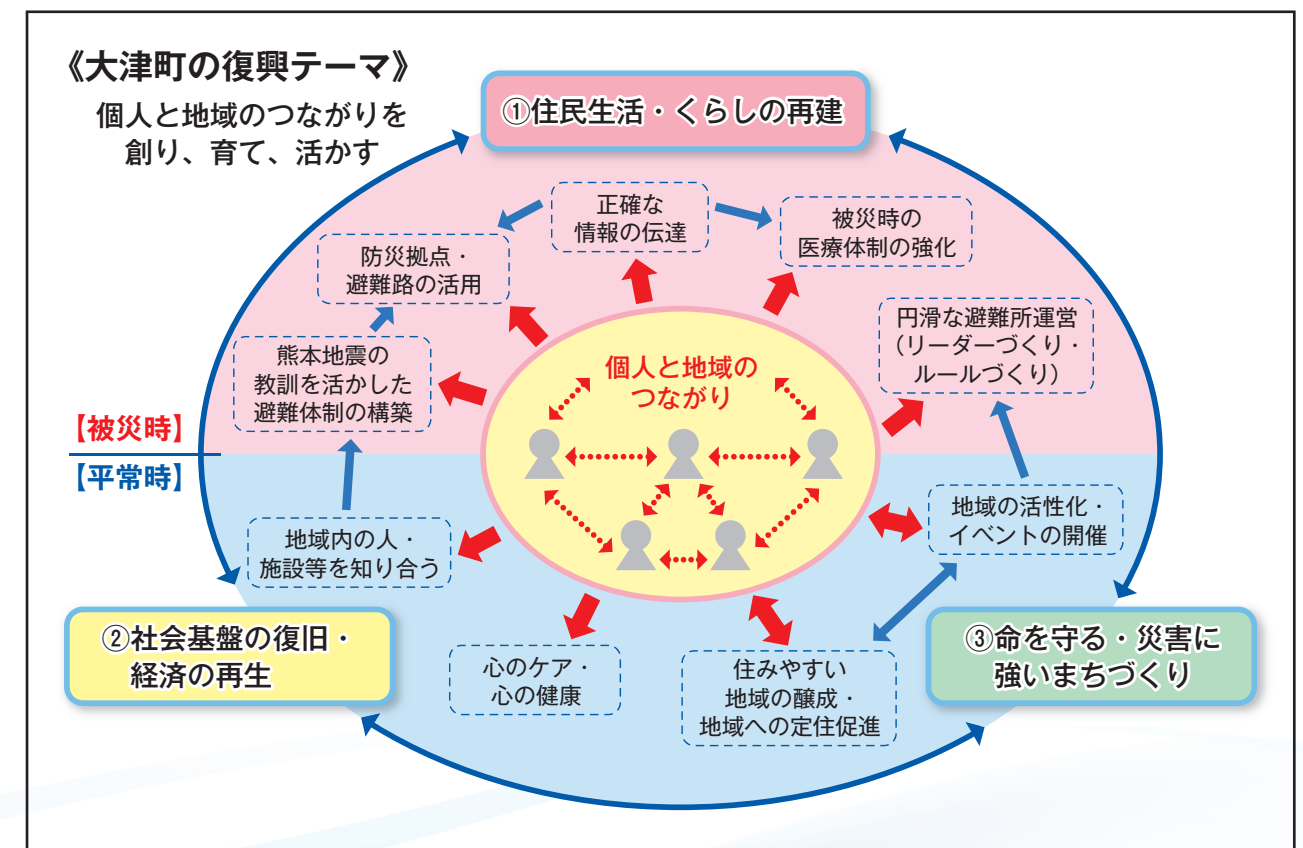 《大津町の復興テーマ》
個人と地域のつながりを
創り、育て、活かす
①住民生活・くらしの再建
正確な
情報の伝達
被災時の
医療体制の強化
防災拠点・
避難路の活用
円滑な避難所運営
(リーダーづくり・
ルールづくり)
熊本地震の
教訓を活かした
避難体制の構築
個人と地域の
つながり
【被災時】
【平常時】
地域内の人・
施設等を知り合う
地域の活性化・
イベントの開催
②社会基盤の復旧・
経済の再生
心のケア・
心の健康
住みやすい
地域の醸成・
地域への定住促進
③命を守る・災害に
強いまちづくり